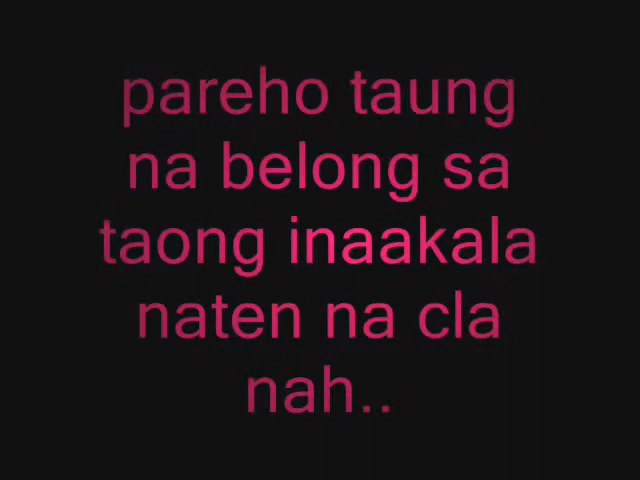 pareho taung
na belong sa
taong inaakala
naten na cla
nah..